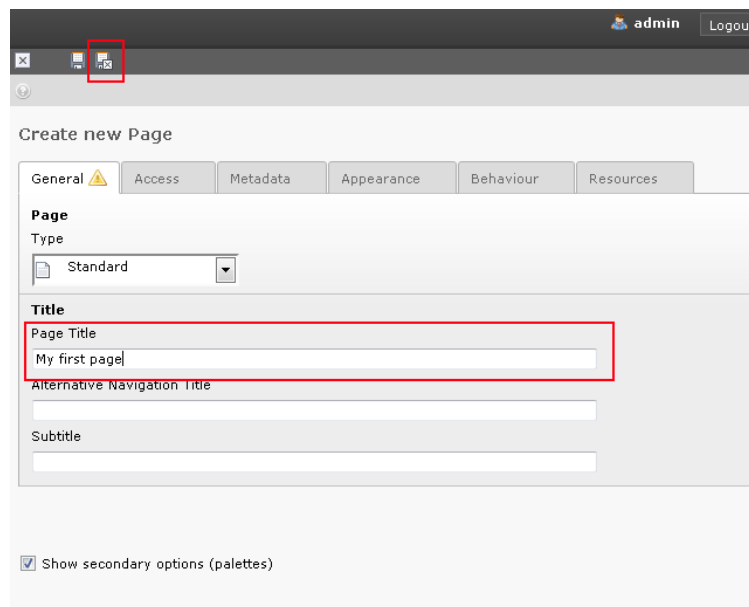 admin Logou
Create new Page
General Access Metadata Appearance Behaviour Resources
Page
Type
Standard
Title
Page Title
My first page
Alternative Navigation Title
Subtitle
Show secondary options (palettes)